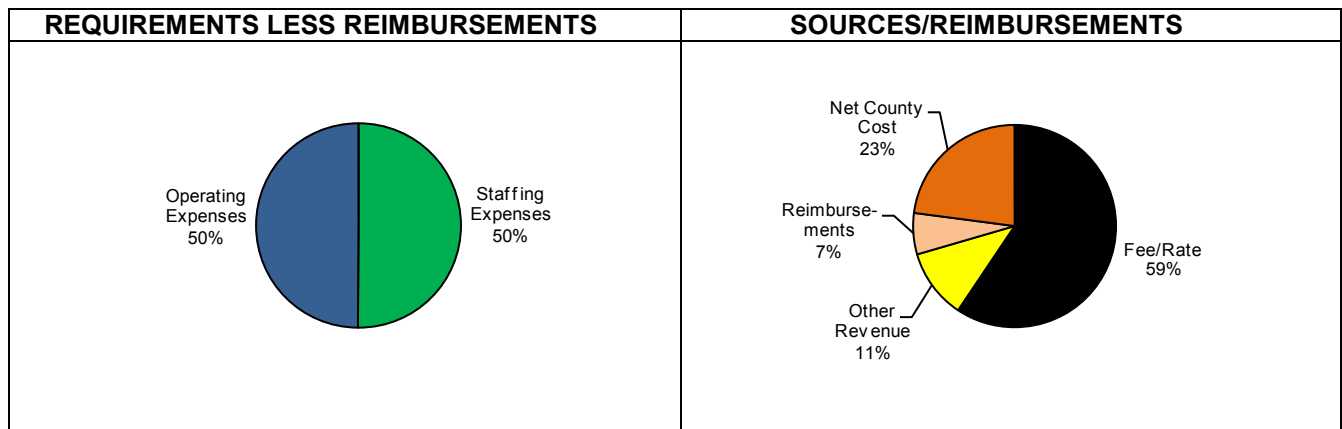 REQUIREMENTS LESS REIMBURSEMENTS
Operating
Expenses
50%
Staffing
Expenses
50%
SOURCES/REIMBURSEMENTS
Net County
Cost
23%
Reimburse-
ments
7%
Other
Revenue
11%
Fee/Rate
59%